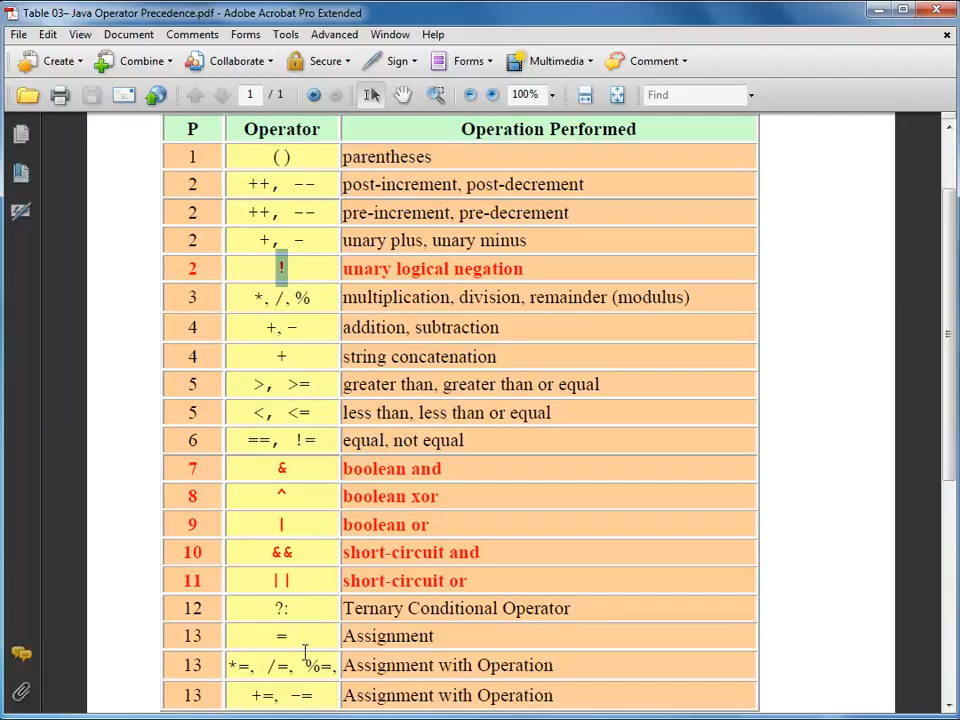 Table 03– Java Operator Precedence.pdf - Adobe Acrobat Pro Extended
File Edit View Document Comments Forms Tools Advanced Window Help
Create Combine Collaborate Secure Sign Forms Multimedia Comment
1 / 1 100% Find
P Operator Operation Performed
1 ( ) parentheses
2 ++, -- post-increment, post-decrement
2 ++, -- pre-increment, pre-decrement
2 +, - unary plus, unary minus
2 ! unary logical negation
3 *, /, % multiplication, division, remainder (modulus)
4 +, − addition, subtraction
4 + string concatenation
5 >, >= greater than, greater than or equal
5 <, <= less than, less than or equal
6 ==, != equal, not equal
7 & boolean and
8 ^ boolean xor
9 | boolean or
10 && short-circuit and
11 || short-circuit or
12 ?: Ternary Conditional Operator
13 = Assignment
13 *=, /=, %=, Assignment with Operation
13 +=, -= Assignment with Operation